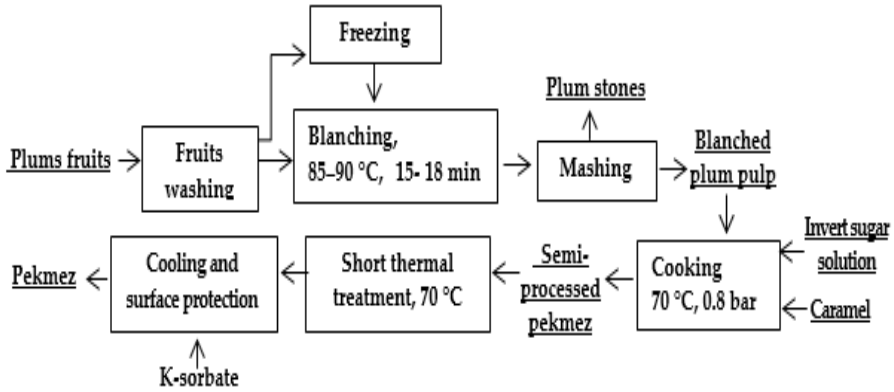 Freezing
Plum stones
Plums fruits
Fruits
washing
Blanching,
85–90 °C, 15- 18 min
Mashing
Blanched
plum pulp
Invert sugar
solution
Caramel
Cooking
70 °C, 0.8 bar
Semi-
processed
pekmez
Short thermal
treatment, 70 °C
Cooling and
surface protection
Pekmez
K-sorbate